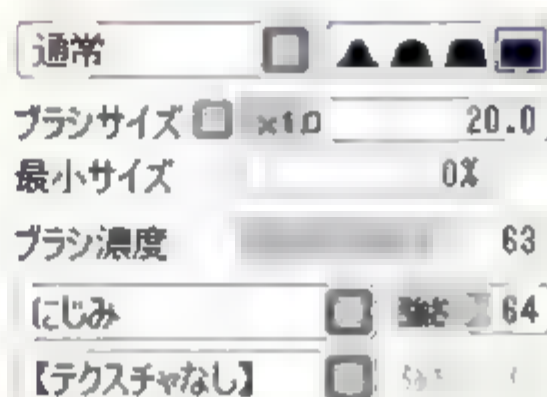 通常
ブラシサイズ ×1.0 20.0
最小サイズ 0%
ブラシ濃度 63
にじみ 64
【テクスチャなし】